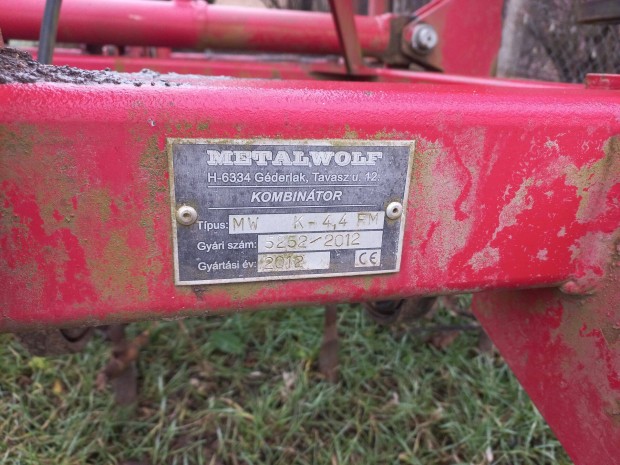 METALWOLF
H-6334 Géderlak, Tavasz u. 12.
KOMBINÁTOR
Típus: MW K-4,4 FM
Gyári szám: 5252/2012
Gyártási év: 2012 CE